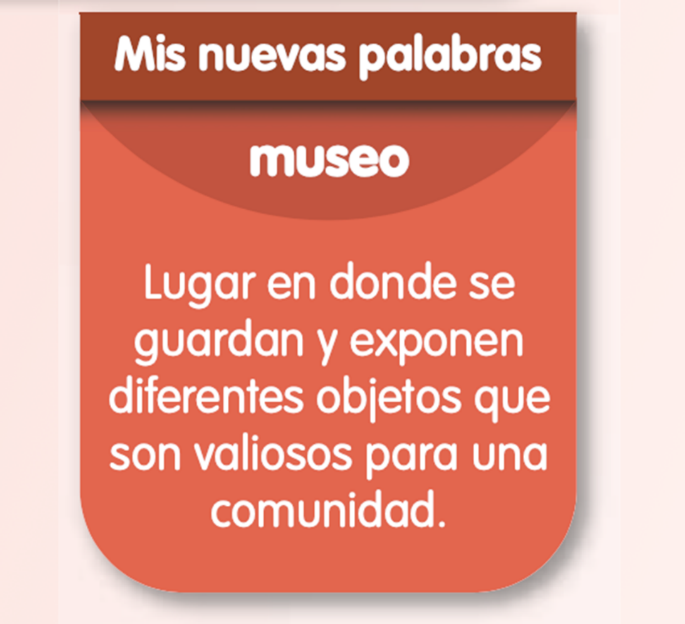 Mis nuevas palabras
museo
Lugar en donde se
guardan y exponen
diferentes objetos que
son valiosos para una
comunidad.